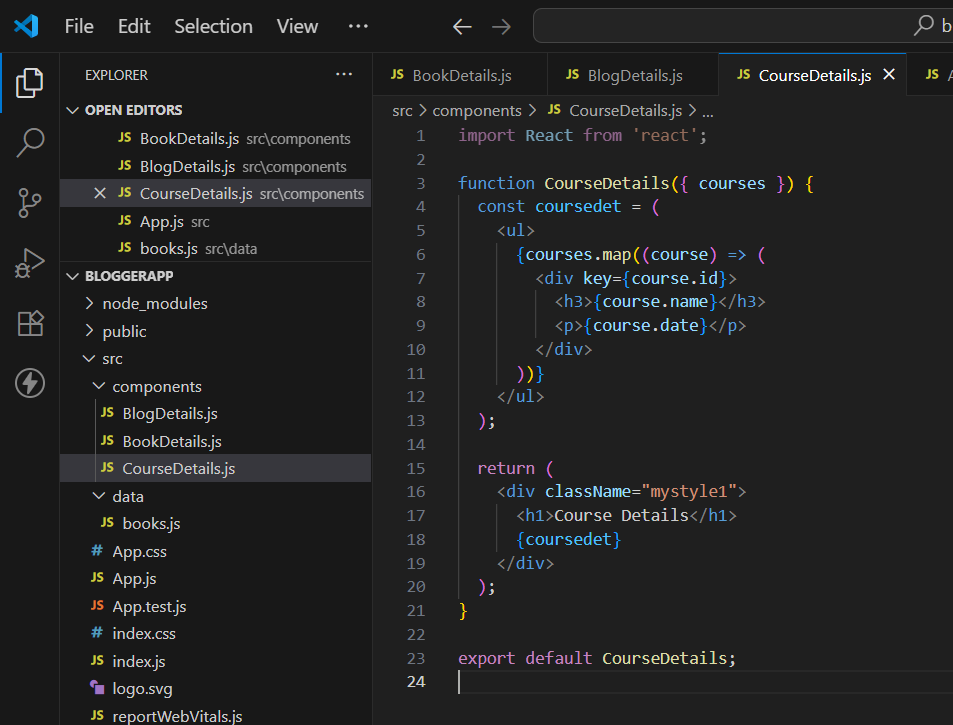 File Edit Selection View ···
b
EXPLORER ···
OPEN EDITORS
JS BookDetails.js src\components
JS BlogDetails.js src\components
JS CourseDetails.js src\components
JS App.js src
JS books.js src\data
BLOGGERAPP
node_modules
public
src
components
JS BlogDetails.js
JS BookDetails.js
JS CourseDetails.js
data
JS books.js
# App.css
JS App.js
JS App.test.js
# index.css
JS index.js
logo.svg
JS reportWebVitals.js
JS BookDetails.js JS BlogDetails.js JS CourseDetails.js JS A
src > components > JS CourseDetails.js > ...
1 import React from 'react';
2
3 function CourseDetails({ courses }) {
4 const coursedet = (
5 <ul>
6 {courses.map((course) => (
7 <div key={course.id}>
8 <h3>{course.name}</h3>
9 <p>{course.date}</p>
10 </div>
11 ))}
12 </ul>
13 );
14
15 return (
16 <div className="mystyle1">
17 <h1>Course Details</h1>
18 {coursedet}
19 </div>
20 );
21 }
22
23 export default CourseDetails;
24